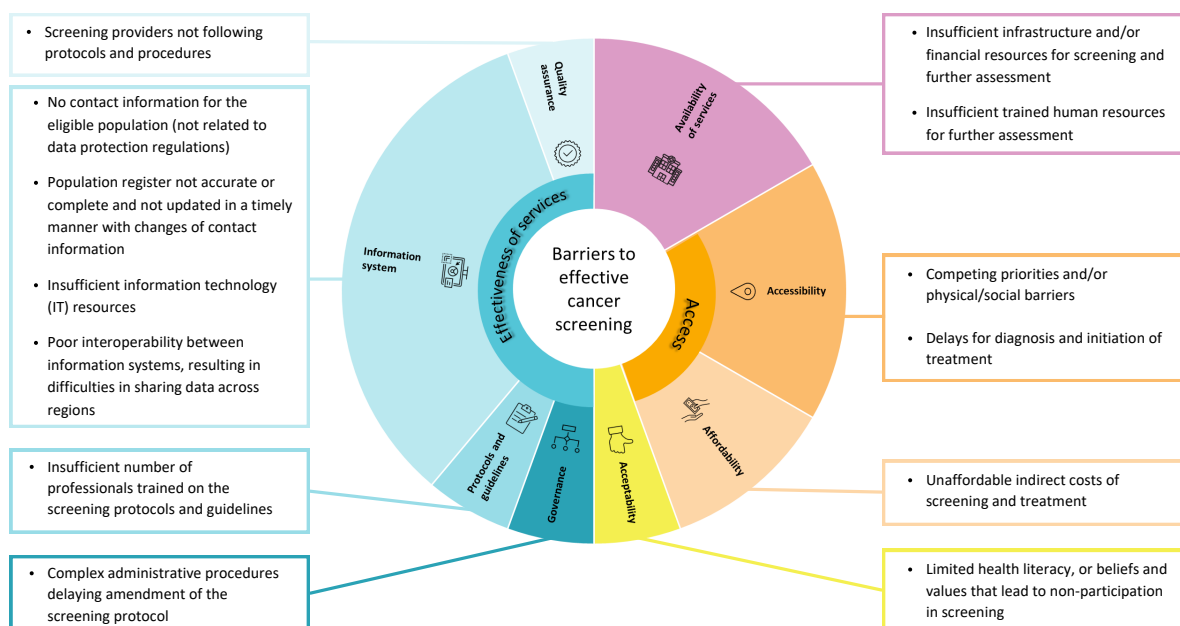 • Screening providers not following
protocols and procedures
• No contact information for the
eligible population (not related to
data protection regulations)
• Population register not accurate or
complete and not updated in a timely
manner with changes of contact
information
• Insufficient information technology
(IT) resources
• Poor interoperability between
information systems, resulting in
difficulties in sharing data across
regions
• Insufficient number of
professionals trained on the
screening protocols and guidelines
• Complex administrative procedures
delaying amendment of the
screening protocol
Quality
assurance
Information
system
Protocols and
guidelines
Governance
Effectiveness of services
Barriers to
effective
cancer
screening
Access
Availability
of services
Accessibility
Affordability
Acceptability
• Insufficient infrastructure and/or
financial resources for screening and
further assessment
• Insufficient trained human resources
for further assessment
• Competing priorities and/or
physical/social barriers
• Delays for diagnosis and initiation of
treatment
• Unaffordable indirect costs of
screening and treatment
• Limited health literacy, or beliefs and
values that lead to non-participation
in screening